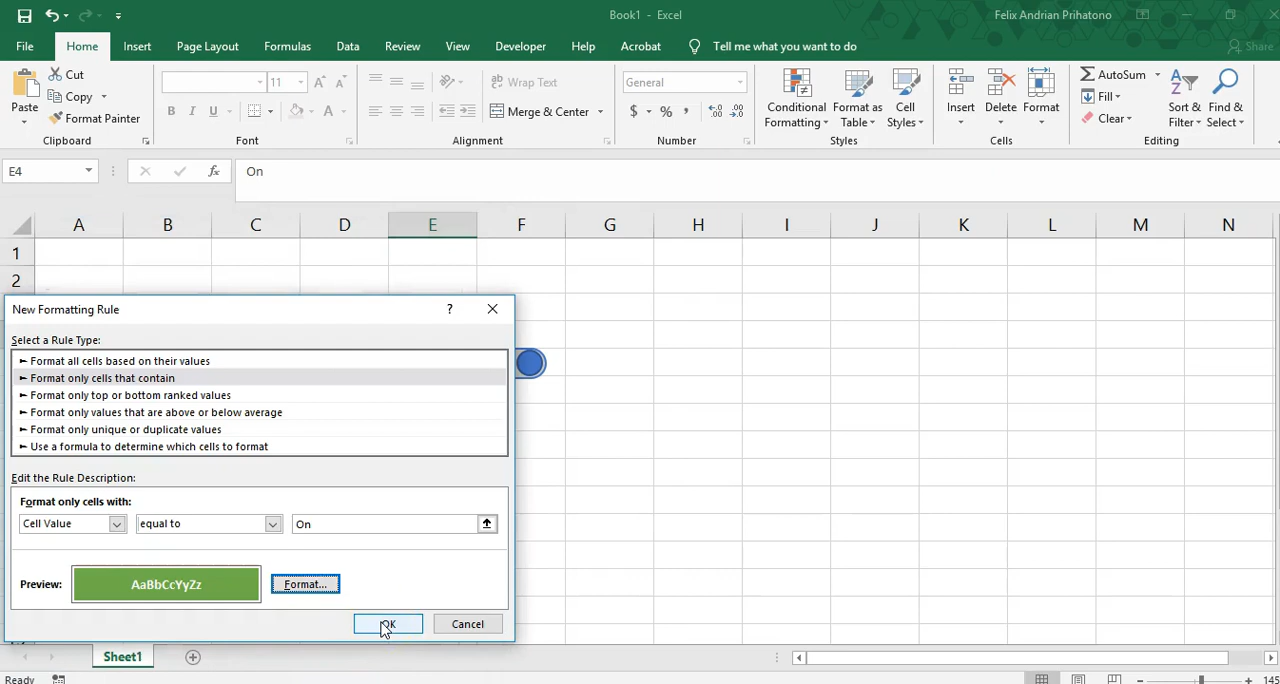 Book1 - Excel
Felix Andrian Prihatono
File Home Insert Page Layout Formulas Data Review View Developer Help Acrobat Tell me what you want to do Share
Paste
Cut
Copy
Format Painter
Clipboard
11
B I U
Font
Wrap Text
Merge & Center
Alignment
General
$ % ,
Number
Conditional Formatting
Format as Table
Cell Styles
Styles
Insert
Delete
Format
Cells
AutoSum
Fill
Clear
Sort & Filter
Find & Select
Editing
E4
fx
On
A B C D E F G H I J K L M N
1
2
New Formatting Rule
?
Select a Rule Type:
► Format all cells based on their values
► Format only cells that contain
► Format only top or bottom ranked values
► Format only values that are above or below average
► Format only unique or duplicate values
► Use a formula to determine which cells to format
Edit the Rule Description:
Format only cells with:
Cell Value equal to On
Preview: AaBbCcYyZz Format...
OK Cancel
Sheet1
Ready
145